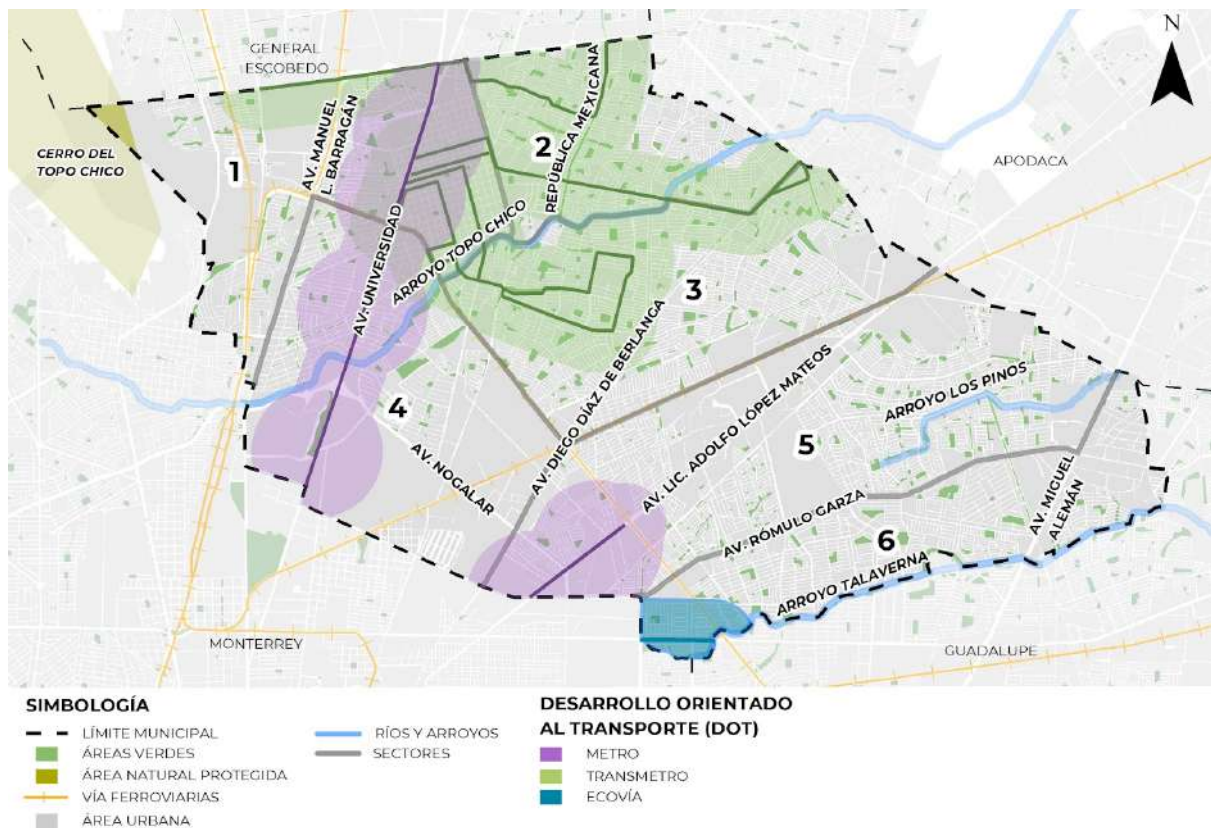 N
GENERAL
ESCOBEDO
CERRO DEL
TOPO CHICO
1
AV. MANUEL
L. BARRAGÁN
2
REPÚBLICA MEXICANA
APODACA
AV. UNIVERSIDAD
ARROYO TOPO CHICO
3
AV. DIEGO DÍAZ DE BERLANGA
AV. LIC. ADOLFO LÓPEZ MATEOS
4
AV. NOGALAR
ARROYO LOS PINOS
5
AV. RÓMULO GARZA
AV. MIGUEL
ALEMÁN
6
ARROYO TALAVERNA
MONTERREY
GUADALUPE
SIMBOLOGÍA
LÍMITE MUNICIPAL
ÁREAS VERDES
ÁREA NATURAL PROTEGIDA
VÍA FERROVIARIAS
ÁREA URBANA
RÍOS Y ARROYOS
SECTORES
DESARROLLO ORIENTADO
AL TRANSPORTE (DOT)
METRO
TRANSMETRO
ECOVÍA